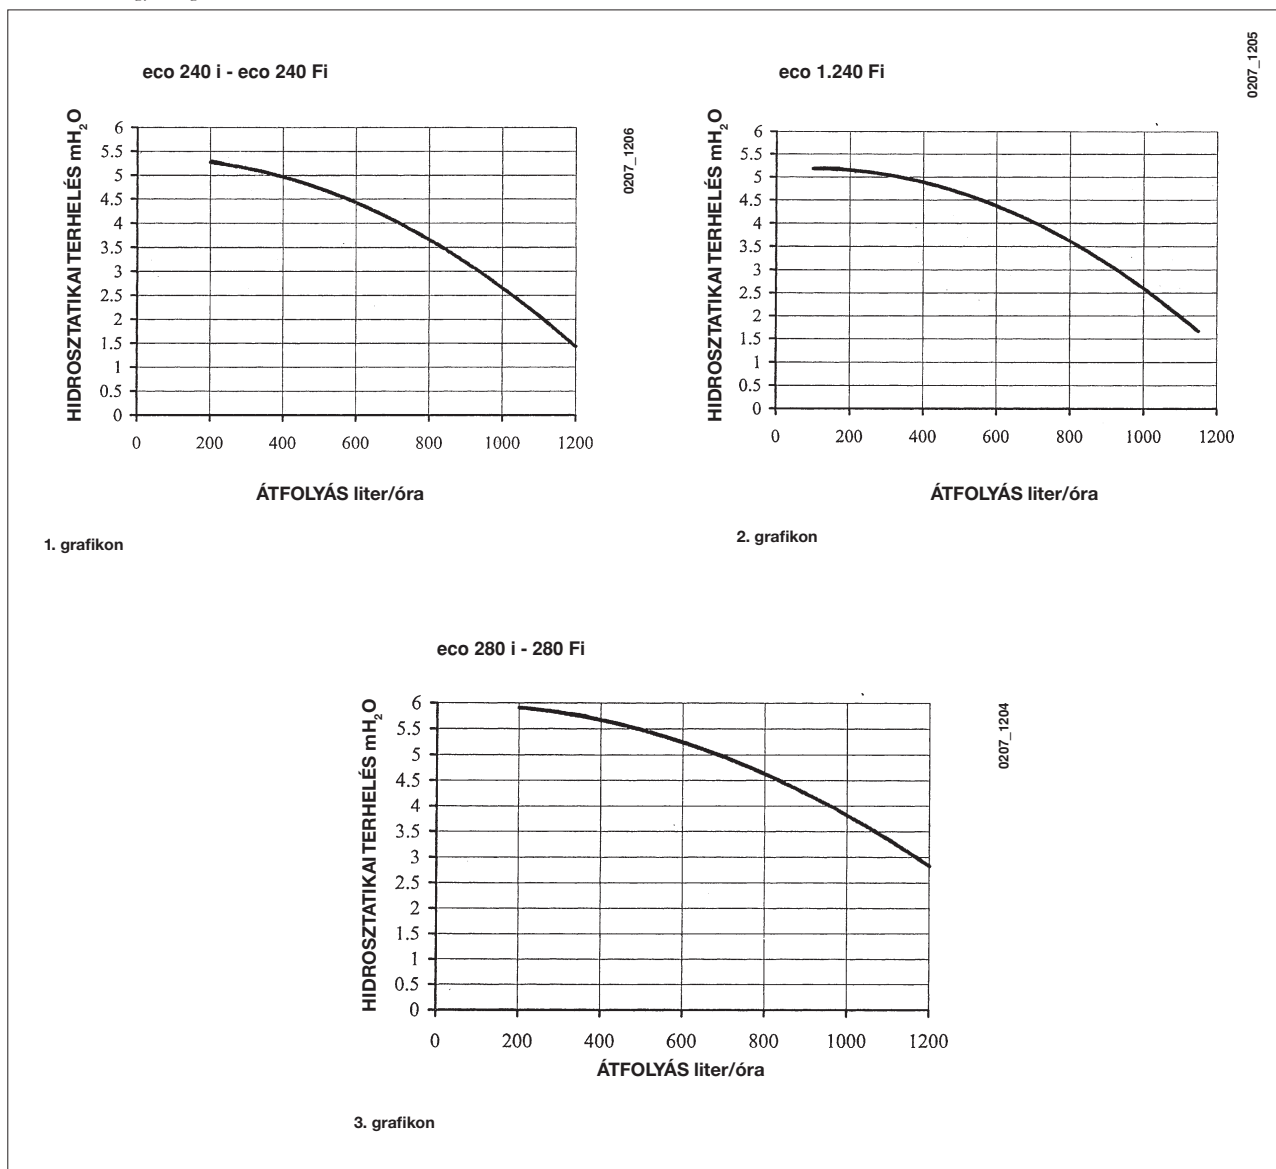 eco 240 i - eco 240 Fi
HIDROSZTATIKAI TERHELÉS mH₂O
6
5.5
5
4.5
4
3.5
3
2.5
2
1.5
1
0.5
0
0 200 400 600 800 1000 1200
ÁTFOLYÁS liter/óra
0207_1206
1. grafikon
eco 1.240 Fi
0207_1205
HIDROSZTATIKAI TERHELÉS mH₂O
6
5.5
5
4.5
4
3.5
3
2.5
2
1.5
1
0.5
0
0 200 400 600 800 1000 1200
ÁTFOLYÁS liter/óra
2. grafikon
eco 280 i - 280 Fi
HIDROSZTATIKAI TERHELÉS mH₂O
6
5.5
5
4.5
4
3.5
3
2.5
2
1.5
1
0.5
0
0 200 400 600 800 1000 1200
ÁTFOLYÁS liter/óra
0207_1204
3. grafikon